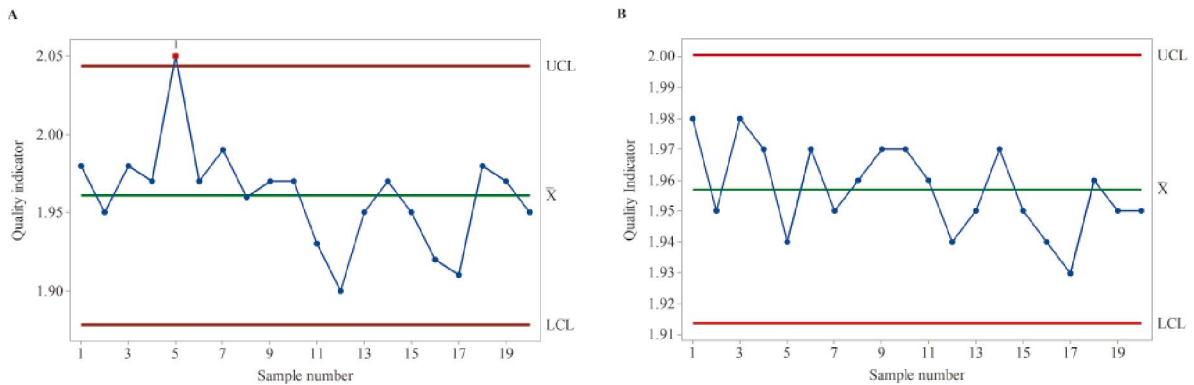 A
2.05
2.00
1.95
1.90
Quality indicator
UCL
X̿
LCL
1 3 5 7 9 11 13 15 17 19
Sample number
B
2.00
1.99
1.98
1.97
1.96
1.95
1.94
1.93
1.92
1.91
Quality Indicator
UCL
X̿
LCL
1 3 5 7 9 11 13 15 17 19
Sample number